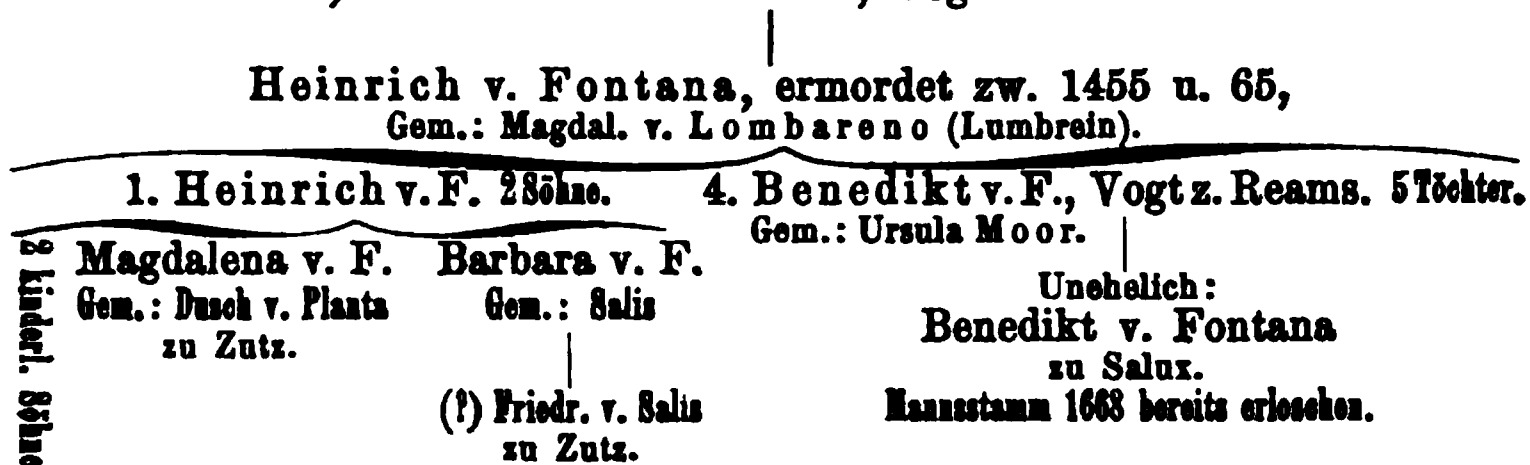 Heinrich v. Fontana, ermordet zw. 1455 u. 65,
Gem.: Magdal. v. Lombareno (Lumbrein).
1. Heinrich v. F. 2 Söhne. 4. Benedikt v. F., Vogt z. Reams. 5 Töchter.
Gem.: Ursula Moor.
2 kinderl. Söhne
Magdalena v. F. Barbara v. F.
Gem.: Dusch v. Planta Gem.: Salis
zu Zutz.
Unehelich:
Benedikt v. Fontana
zu Salux.
(?) Friedr. v. Salis
zu Zutz.
Mannsstamm 1663 bereits erloschen.